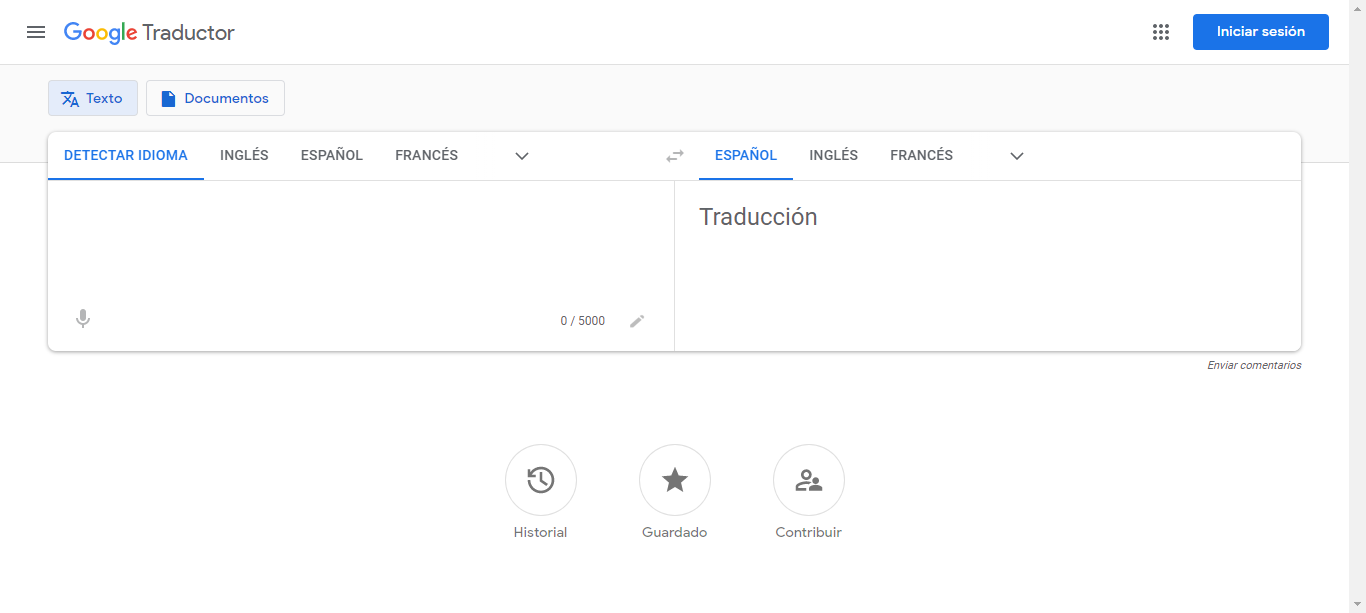 Google Traductor
Iniciar sesión
Texto
Documentos
DETECTAR IDIOMA INGLÉS ESPAÑOL FRANCÉS
ESPAÑOL INGLÉS FRANCÉS
Traducción
0 / 5000
Enviar comentarios
Historial
Guardado
Contribuir